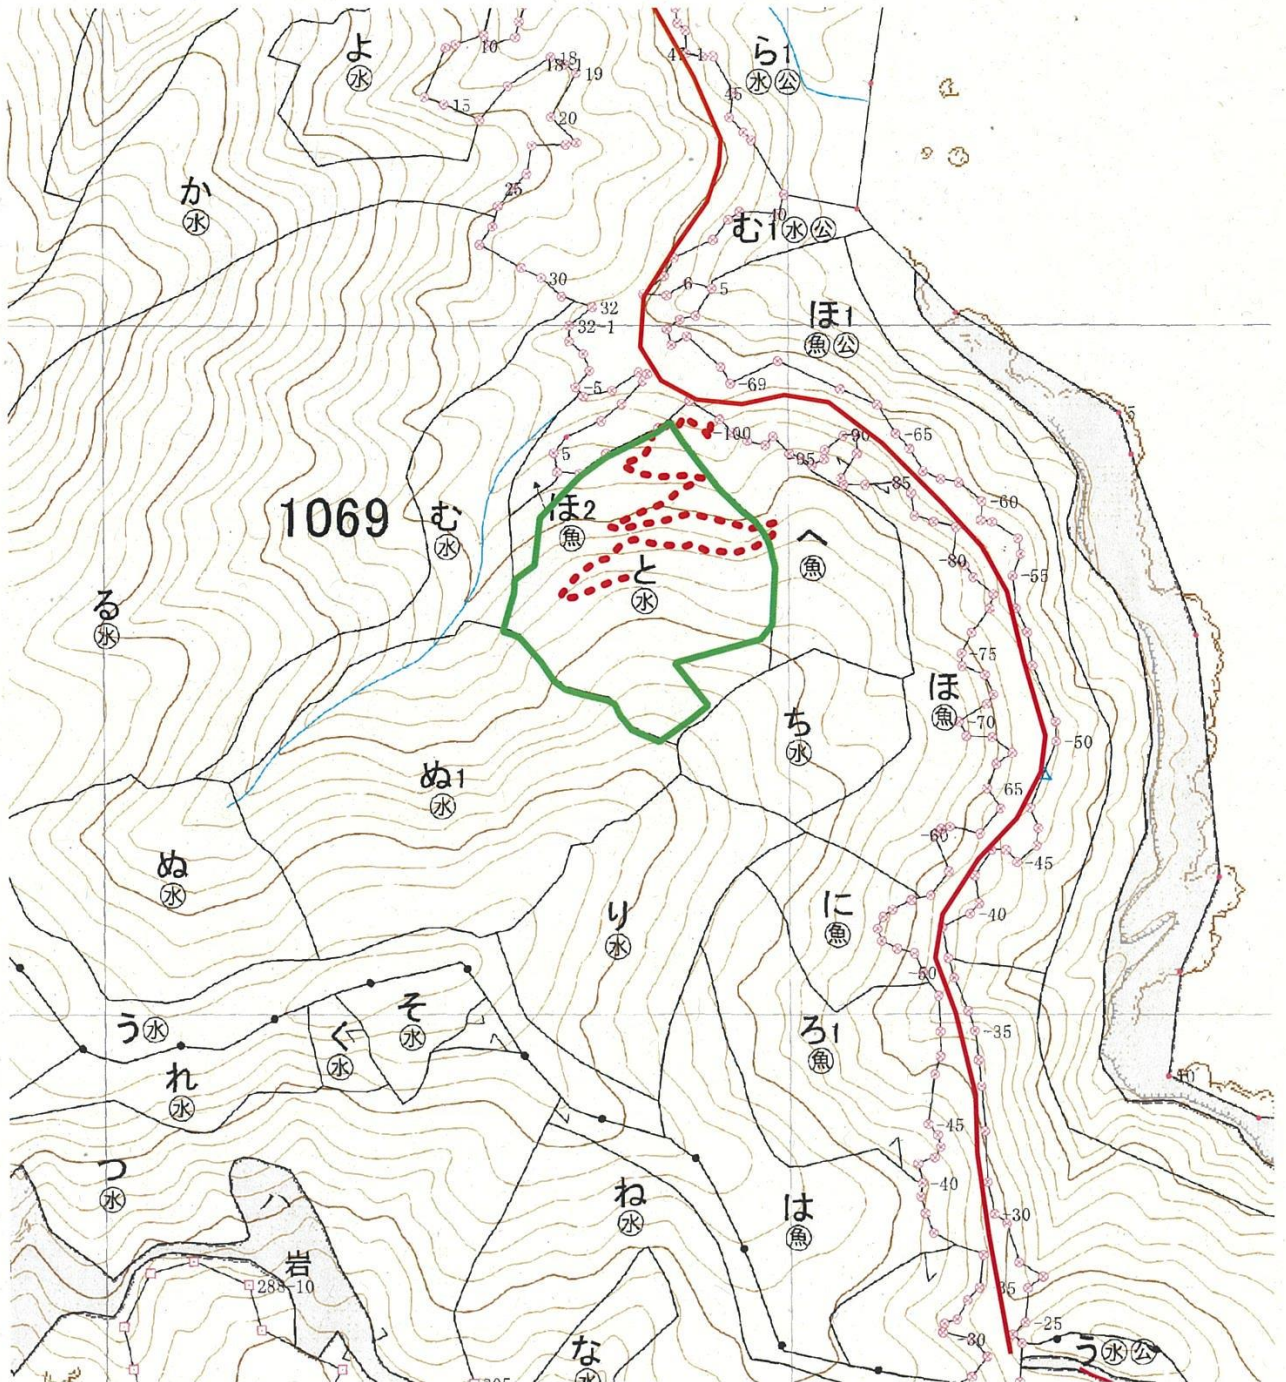 よ
水
10
18
18-1
19
15
20
47-1
ら1
水 公
45
か
水
25
40
む1 水 公
30
6
5
32
32-1
ほ1
魚 公
-5
-69
-100
-90
-65
5
-95
-85
-60
1069
む
水
ほ2
魚
へ
魚
-80
-55
と
水
る
水
-75
ほ
魚
-70
ち
水
-50
ぬ1
水
65
-60
-45
ぬ
水
り
水
に
魚
-40
-50
う 水
そ
水
く
水
ろ1
魚
-35
れ
水
10
-45
つ
水
ハ
ね
水
は
魚
-40
-30
岩
288-10
35
-25
-30
な
水
う 水 公